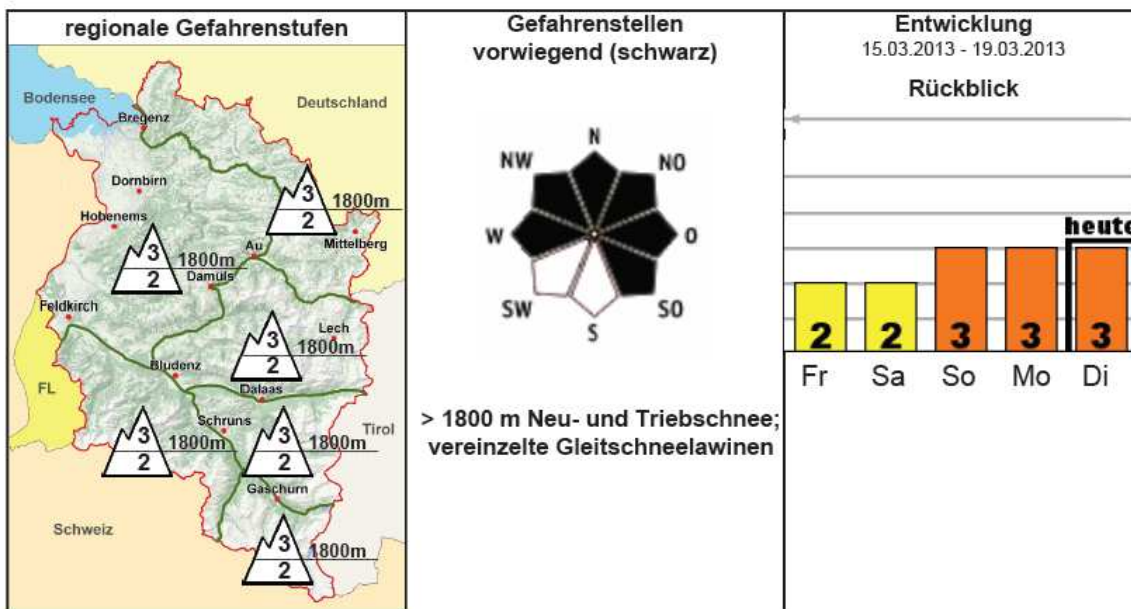 regionale Gefahrenstufen
Bodensee
Deutschland
Bregenz
Dornbirn
3
2
1800m
Hohenems
Mittelberg
3
2
1800m
Au
Damüls
Feldkirch
Lech
3
2
1800m
Bludenz
FL
Dalaas
Schruns
Tirol
3
2
1800m
3
2
1800m
Gaschurn
Schweiz
3
2
1800m
Gefahrenstellen
vorwiegend (schwarz)
N
NW
NO
W
O
SW
SO
S
> 1800 m Neu- und Triebschnee;
vereinzelte Gleitschneelawinen
Entwicklung
15.03.2013 - 19.03.2013
Rückblick
heute
2 2 3 3 3
Fr Sa So Mo Di